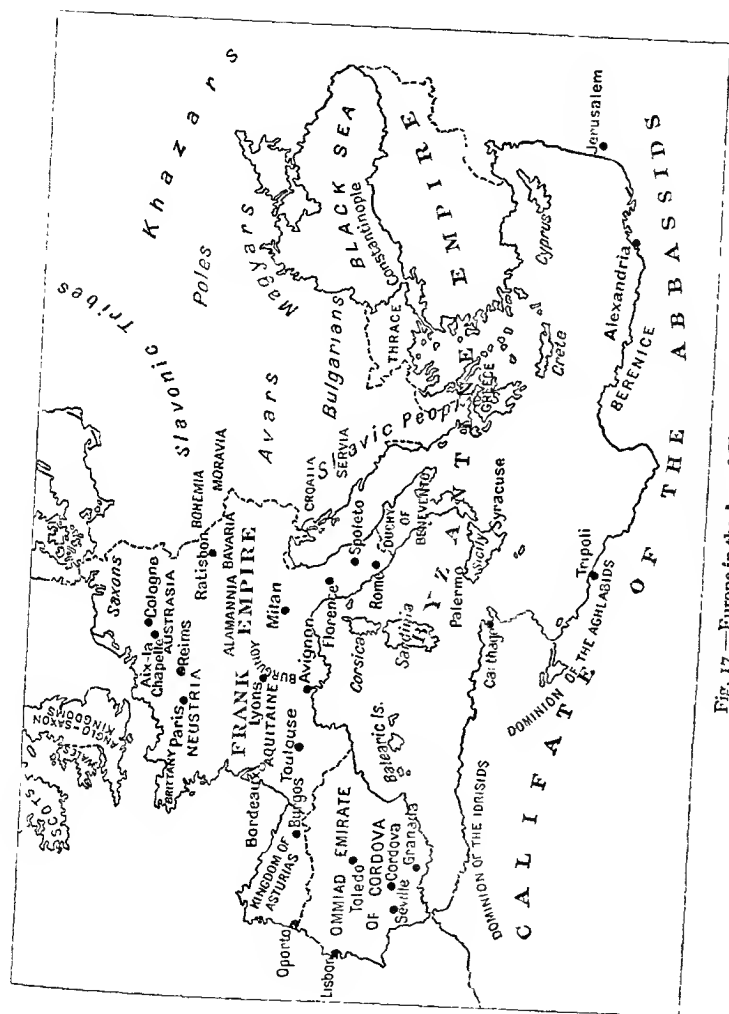 SCOTS
WALES
ANGLO-SAXON
KINGDOMS
BRITTANY
Paris
NEUSTRIA
Reims
Aix-la
Chapelle
Cologne
AUSTRASIA
Saxons
Slavonic Tribes
Khazars
Poles
Magyars
Avars
Bulgarians
Slavic Peoples
BOHEMIA
MORAVIA
Ratisbon
BAVARIA
ALAMANNIA
FRANK EMPIRE
BURGUNDY
Lyons
AQUITAINE
Bordeaux
Toulouse
Avignon
Milan
Florence
CROATIA
SERVIA
Spoleto
Rome
DUCHY
OF
BENEVENTO
Corsica
Sardinia
Palermo
Sicily
Syracuse
BYZANTINE EMPIRE
THRACE
Constantinople
BLACK SEA
GREECE
Crete
Cyprus
Jerusalem
Alexandria
BERENICE
Tripoli
Carthage
Balearic Is.
KINGDOM OF
ASTURIAS
Burgos
Oporto
Lisbon
OMMIAD EMIRATE
Toledo
OF CORDOVA
Cordova
Seville
Granada
DOMINION OF THE IDRISIDS
DOMINION OF THE AGHLABIDS
CALIFATE OF THE ABBASSIDS
Fig. 17.—Europe in the